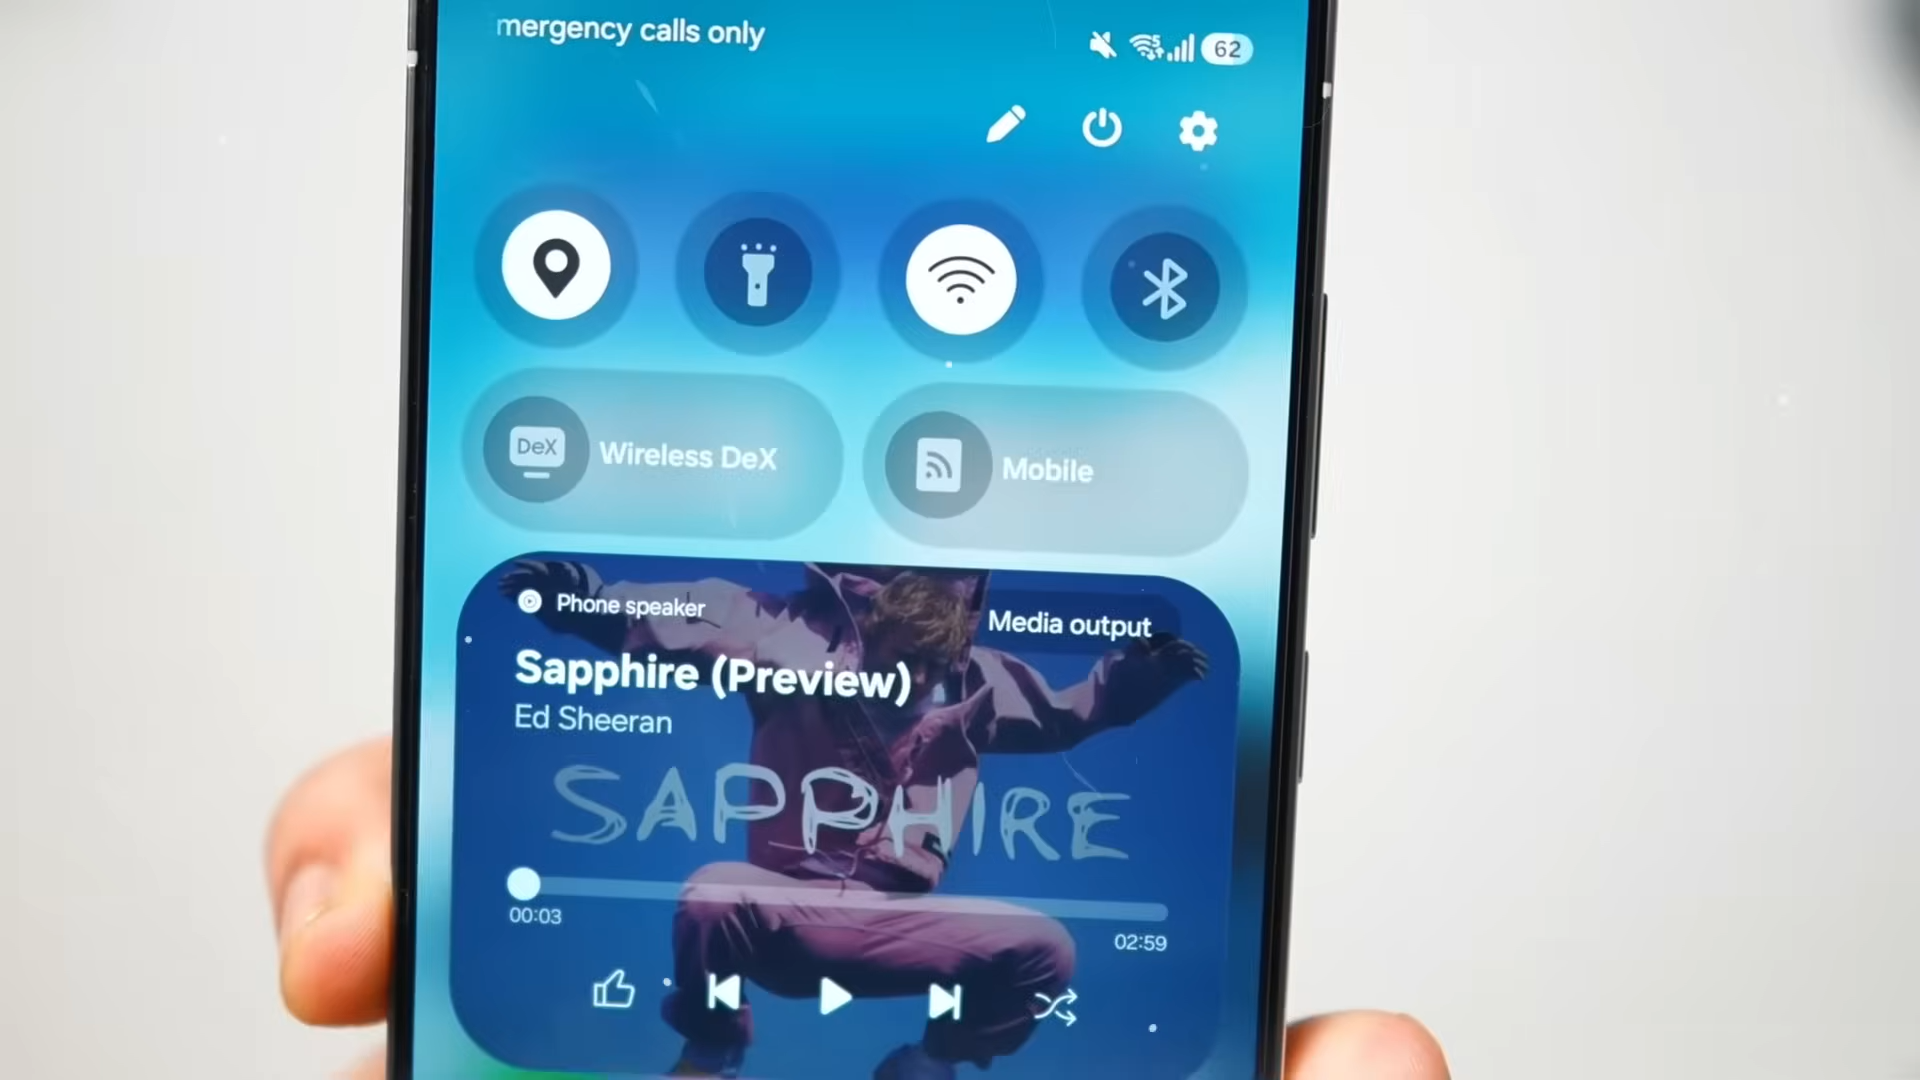 mergency calls only
5
62
DeX
Wireless DeX
Mobile
Phone speaker
Media output
Sapphire (Preview)
Ed Sheeran
SAPPHIRE
00:03
02:59